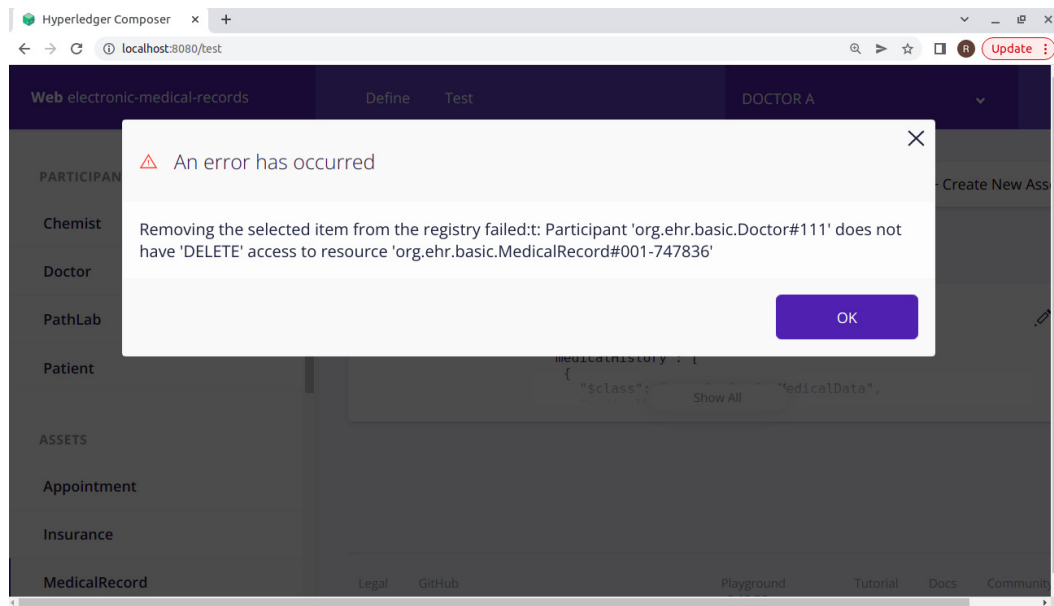 Hyperledger Composer
localhost:8080/test
R
Update
Web electronic-medical-records
Define
Test
DOCTOR A
An error has occurred
Removing the selected item from the registry failed:t: Participant 'org.ehr.basic.Doctor#111' does not
have 'DELETE' access to resource 'org.ehr.basic.MedicalRecord#001-747836'
OK
PARTICIPAN
Chemist
Doctor
PathLab
Patient
ASSETS
Appointment
Insurance
MedicalRecord
Create New Ass
{
"$class":
MedicalData",
Show All
Legal
GitHub
Playground
Tutorial
Docs
Community